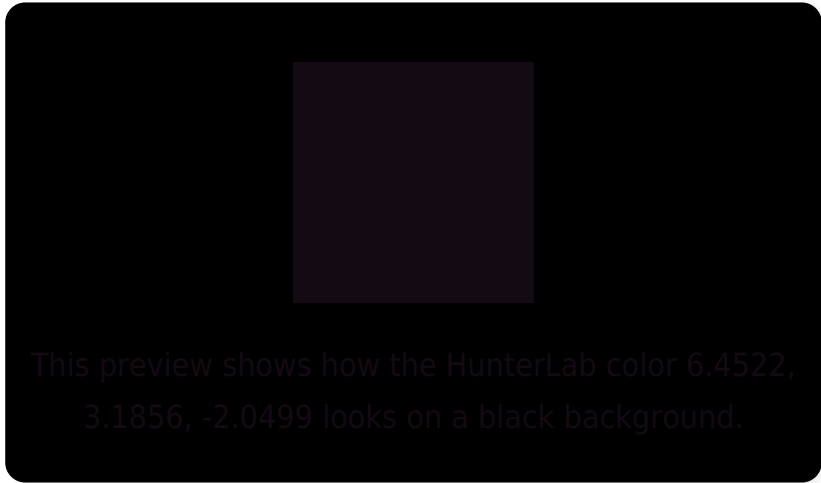 This preview shows how the HunterLab color 6.4522,
3.1856, -2.0499 looks on a black background.